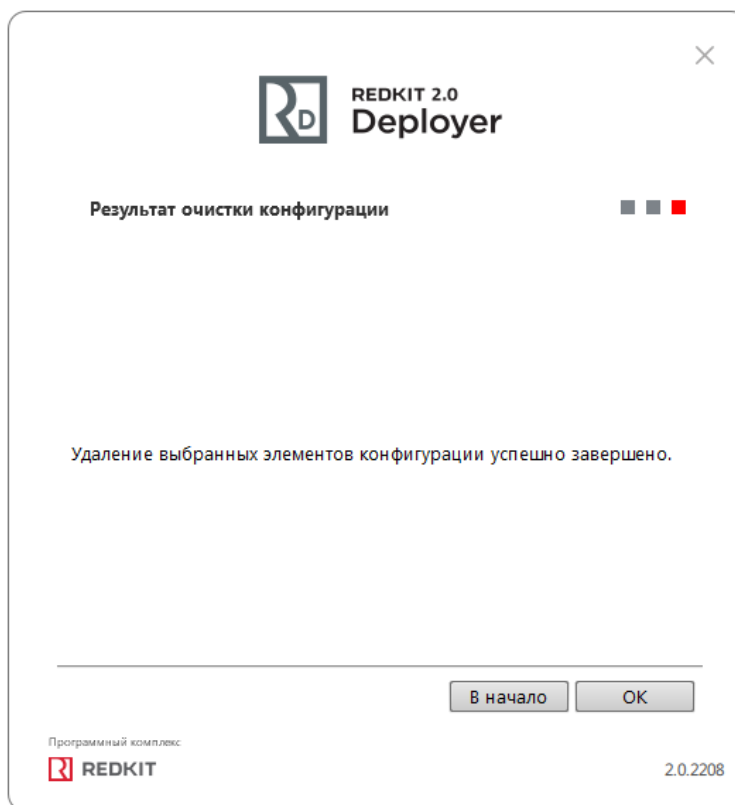 REDKIT 2.0
Deployer
Результат очистки конфигурации
Удаление выбранных элементов конфигурации успешно завершено.
В начало
OK
Программный комплекс
REDKIT
2.0.2208